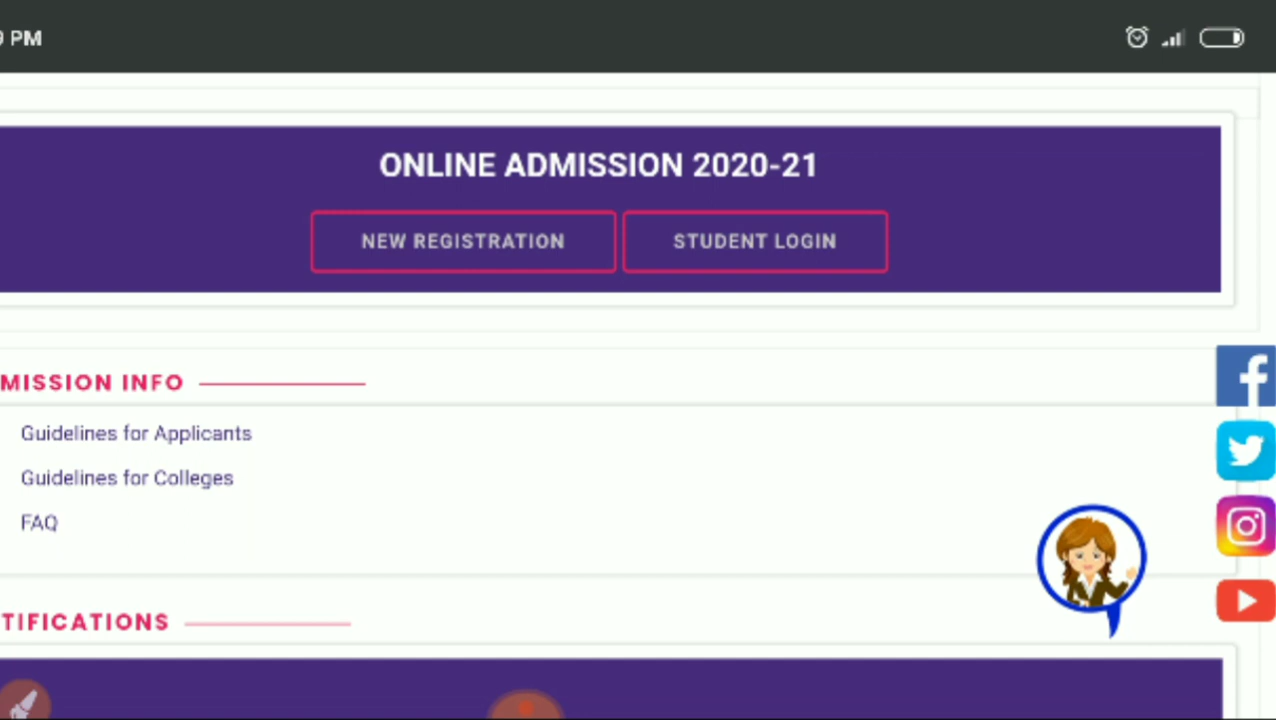 PM
ONLINE ADMISSION 2020-21
NEW REGISTRATION
STUDENT LOGIN
MISSION INFO
Guidelines for Applicants
Guidelines for Colleges
FAQ
TIFICATIONS